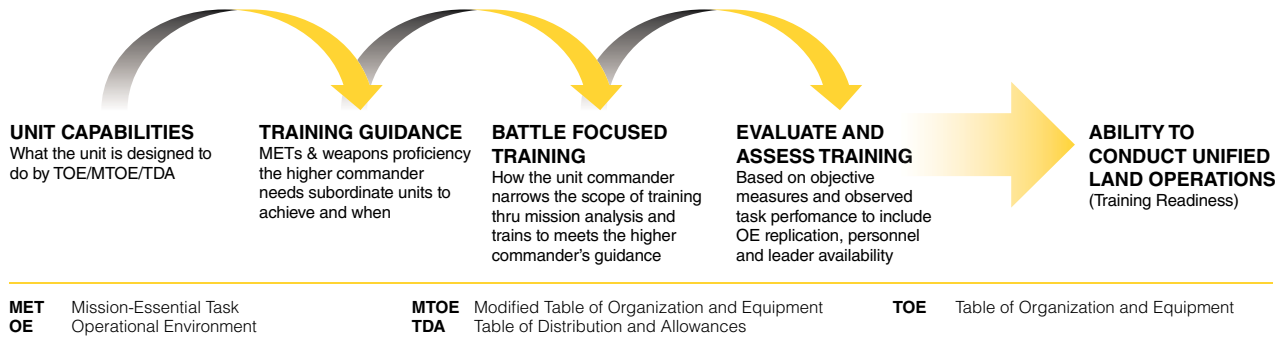 UNIT CAPABILITIES
What the unit is designed to
do by TOE/MTOE/TDA
TRAINING GUIDANCE
METs & weapons proficiency
the higher commander
needs subordinate units to
achieve and when
BATTLE FOCUSED
TRAINING
How the unit commander
narrows the scope of training
thru mission analysis and
trains to meets the higher
commander’s guidance
EVALUATE AND
ASSESS TRAINING
Based on objective
measures and observed
task perfomance to include
OE replication, personnel
and leader availability
ABILITY TO
CONDUCT UNIFIED
LAND OPERATIONS
(Training Readiness)
MET Mission-Essential Task
OE Operational Environment
MTOE Modified Table of Organization and Equipment
TDA Table of Distribution and Allowances
TOE Table of Organization and Equipment